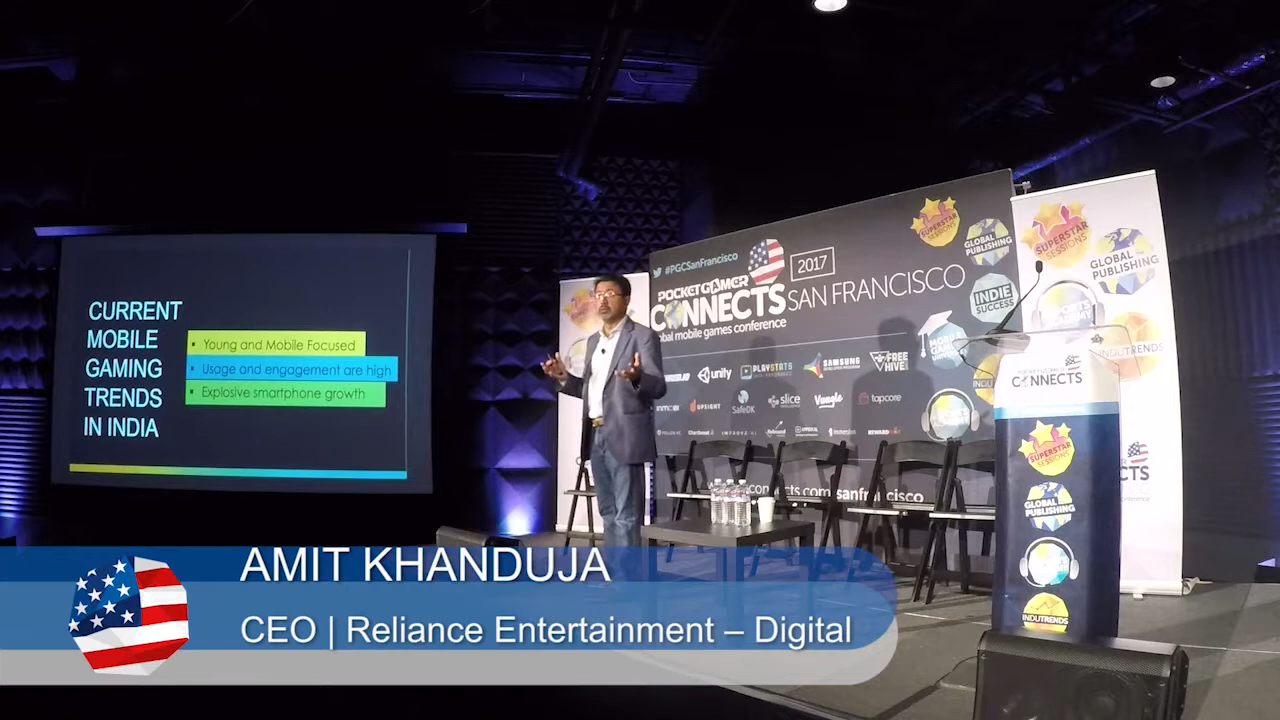 CURRENT
MOBILE
GAMING
TRENDS
IN INDIA
▪ Young and Mobile Focused
▪ Usage and engagement are high
▪ Explosive smartphone growth
#PGCSanFrancisco
POCKET GAMER
CONNECTS
2017
SAN FRANCISCO
global mobile games conference
SUPERSTAR
SESSIONS
GLOBAL
PUBLISHING
INDIE
SUCCESS
unity
PLAYSTATS
SAMSUNG
FREE
HIVE
UPSIGHT
SafeDK
slice
Vungle
tapcore
SUPERSTAR
SESSIONS
GLOBAL
PUBLISHING
INDUTRENDS
CONNECTS
SUPERSTAR
SESSIONS
GLOBAL
PUBLISHING
INDUTRENDS
AMIT KHANDUJA
CEO | Reliance Entertainment – Digital